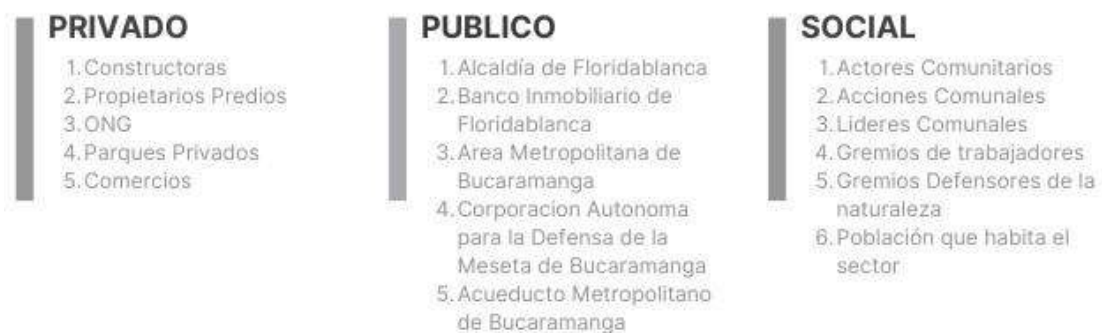 PRIVADO
1.Constructoras
2.Propietarios Predios
3.ONG
4.Parques Privados
5.Comercios
PUBLICO
1.Alcaldía de Floridablanca
2.Banco Inmobiliario de
Floridablanca
3.Area Metropolitana de
Bucaramanga
4.Corporacion Autonoma
para la Defensa de la
Meseta de Bucaramanga
5.Acueducto Metropolitano
de Bucaramanga
SOCIAL
1.Actores Comunitarios
2.Acciones Comunales
3.Lideres Comunales
4.Gremios de trabajadores
5.Gremios Defensores de la
naturaleza
6.Población que habita el
sector